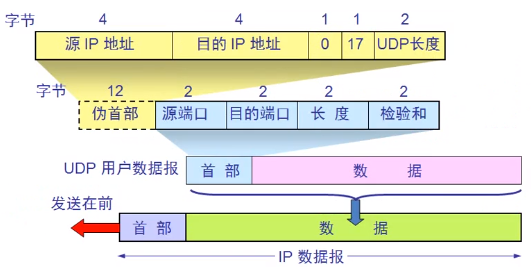 字节 4 4 1 1 2
源 IP 地址 目的 IP 地址 0 17 UDP长度
字节 12 2 2 2 2
伪首部 源端口 目的端口 长 度 检验和
UDP 用户数据报 首 部 数 据
发送在前
首 部 数 据
IP 数据报